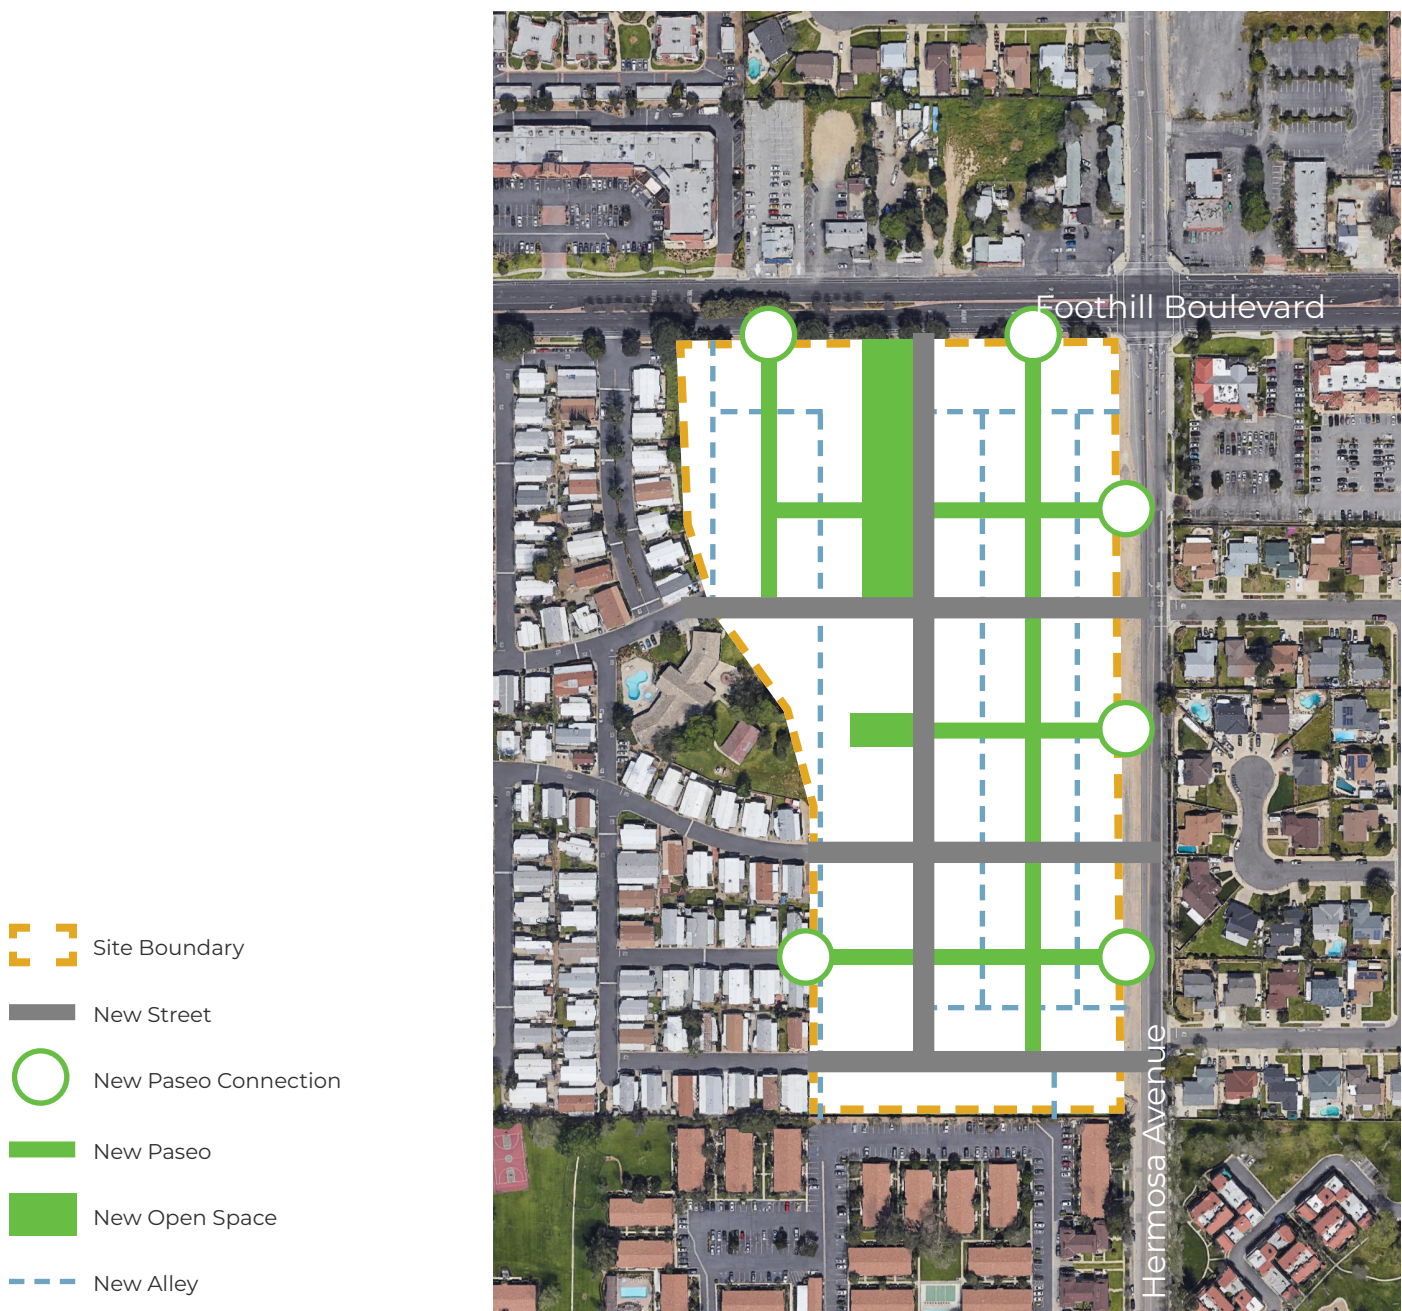 Foothill Boulevard
Hermosa Avenue
Site Boundary
New Street
New Paseo Connection
New Paseo
New Open Space
New Alley